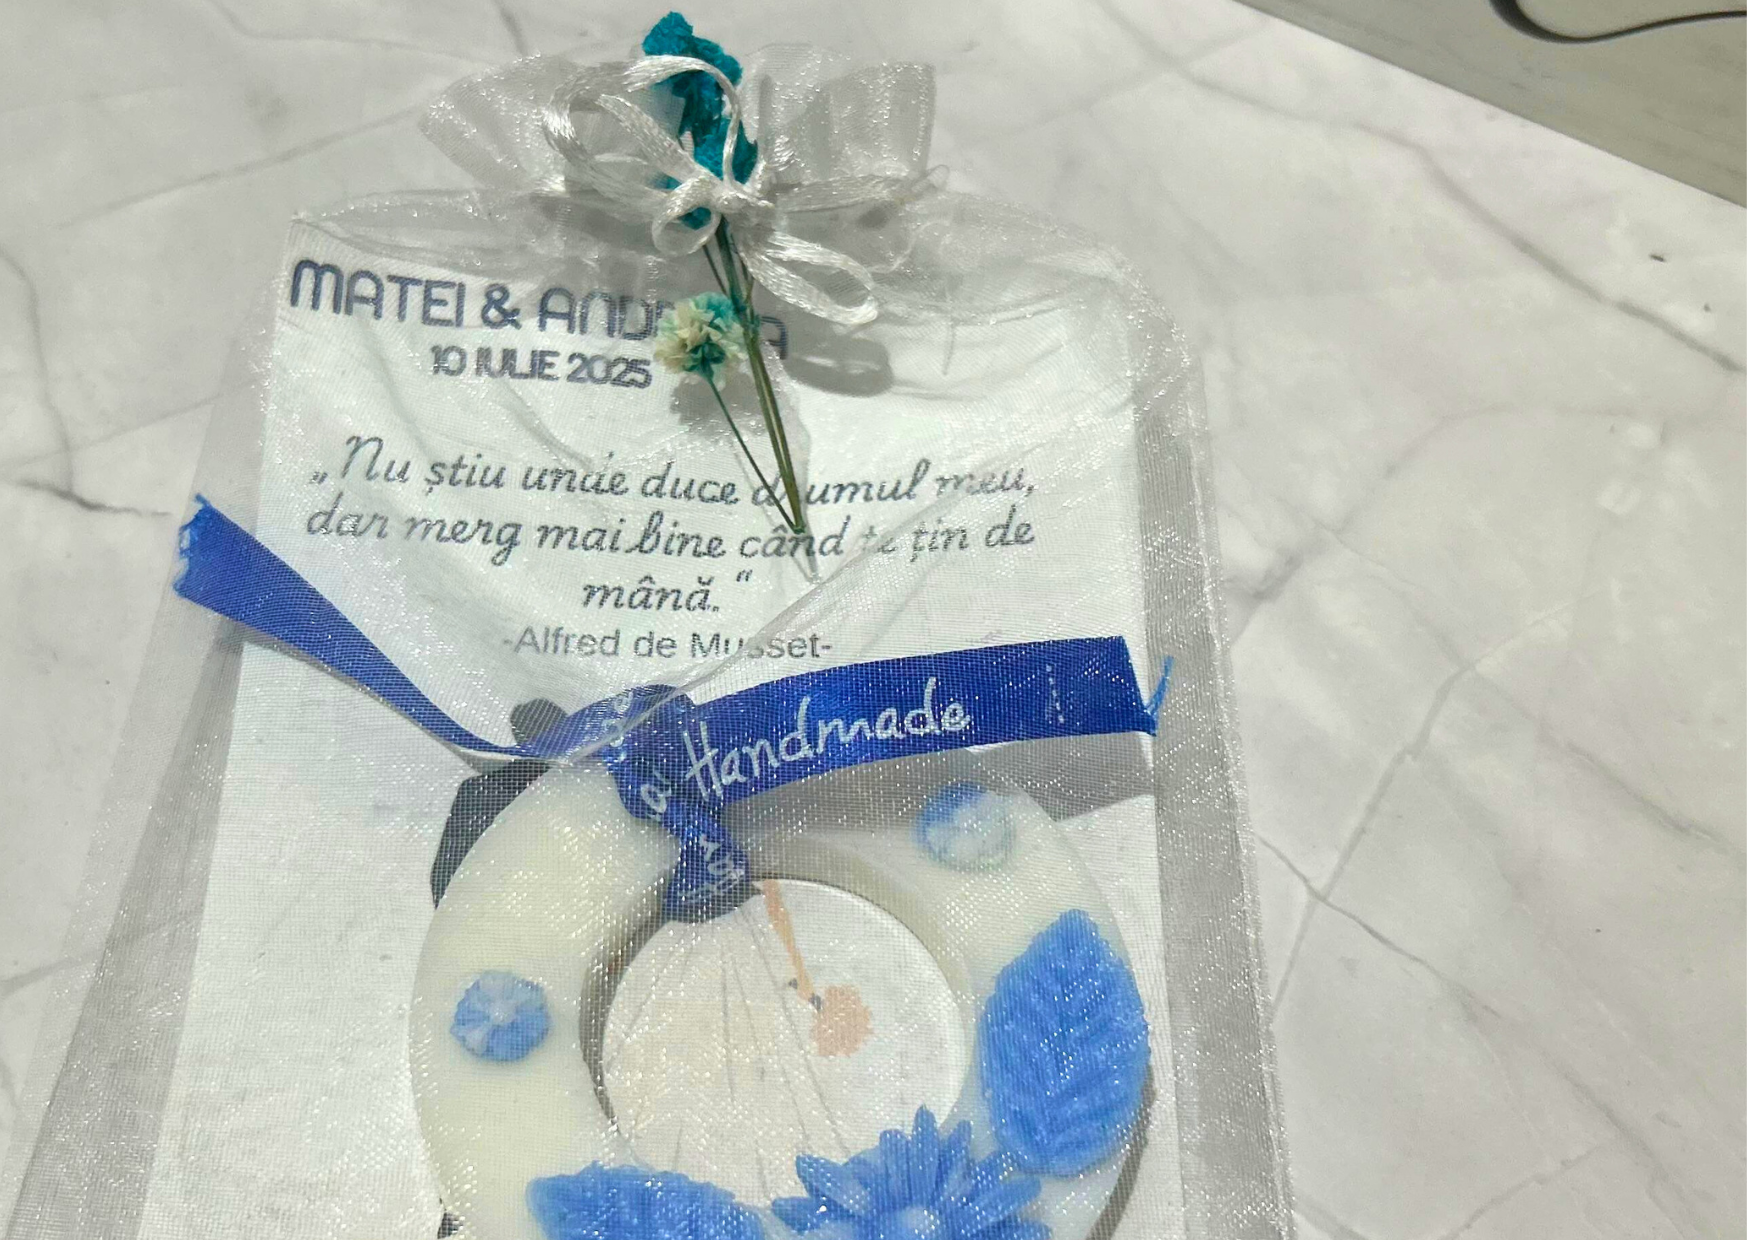 MATEI &
10 IULIE 2025
„Nu știu unde duce drumul meu,
dar merg mai bine când te țin de
mână.“
-Alfred de Musset-
Handmade